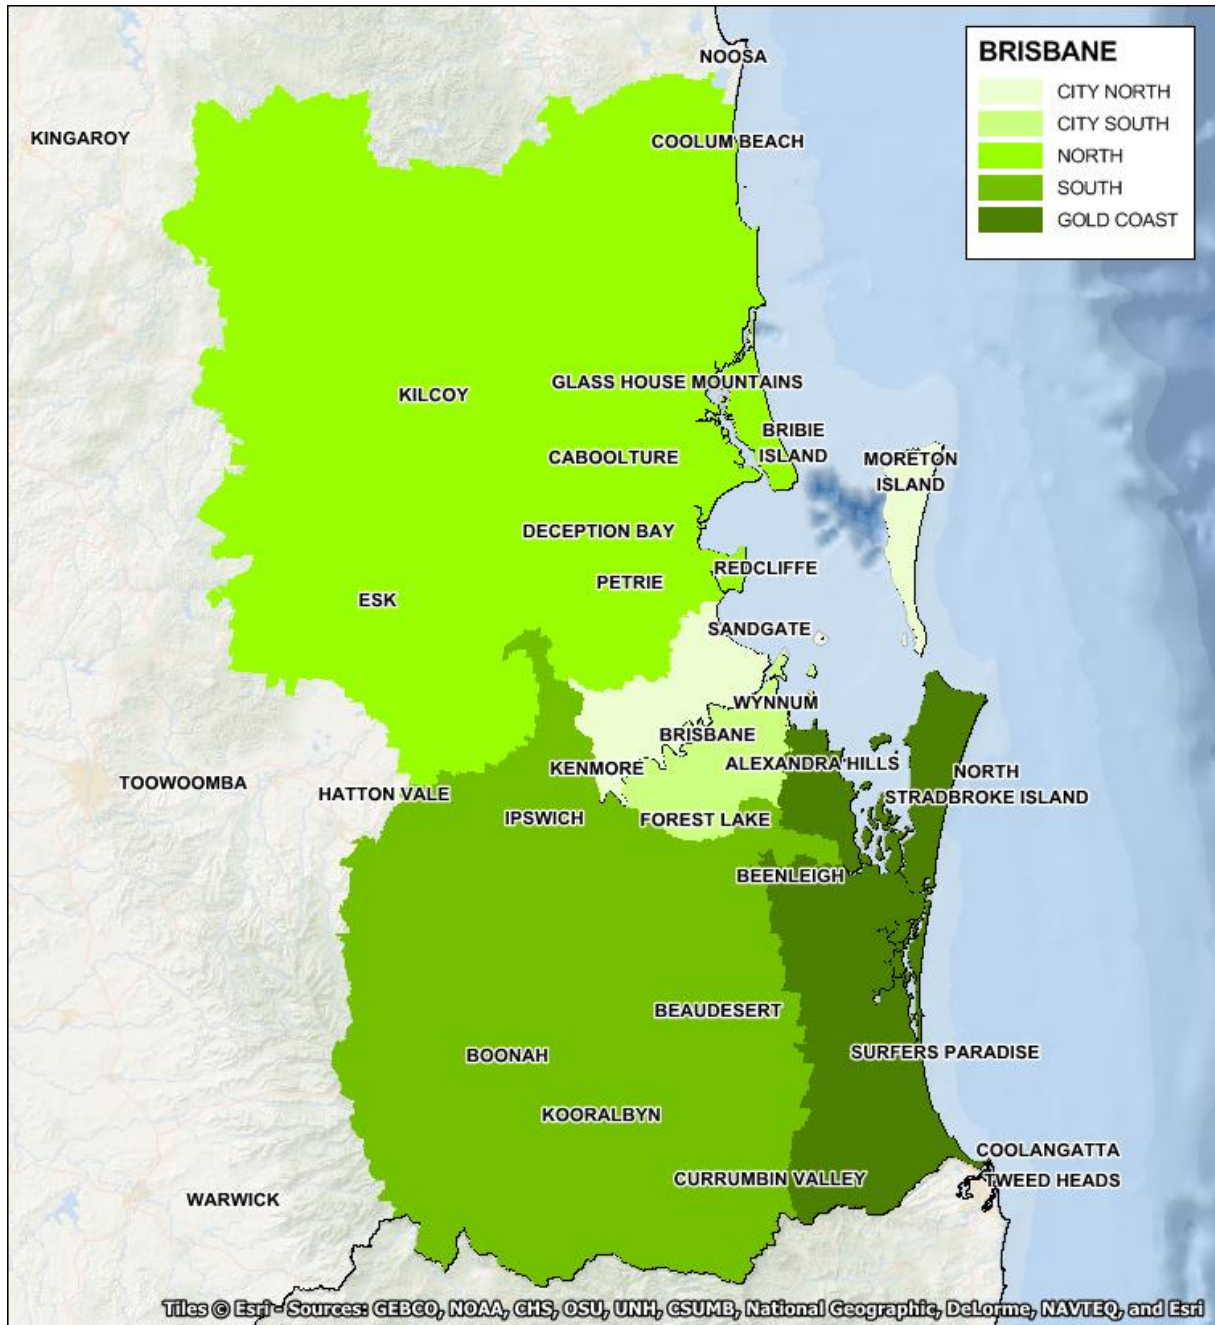 NOOSA
BRISBANE
CITY NORTH
CITY SOUTH
NORTH
SOUTH
GOLD COAST
KINGAROY
COOLUM BEACH
GLASS HOUSE MOUNTAINS
KILCOY
BRIBIE
ISLAND
CABOOLTURE
MORETON
ISLAND
DECEPTION BAY
REDCLIFFE
PETRIE
ESK
SANDGATE
WYNNUM
BRISBANE
KENMORE
ALEXANDRA HILLS
NORTH
STRADBROKE ISLAND
TOOWOOMBA
HATTON VALE
IPSWICH
FOREST LAKE
BEENLEIGH
BEAUDESERT
SURFERS PARADISE
BOONAH
KOORALBYN
COOLANGATTA
CURRUMBIN VALLEY
TWEED HEADS
WARWICK
Tiles © Esri - Sources: GEBCO, NOAA, CHS, OSU, UNH, CSUMB, National Geographic, DeLorme, NAVTEQ, and Esri